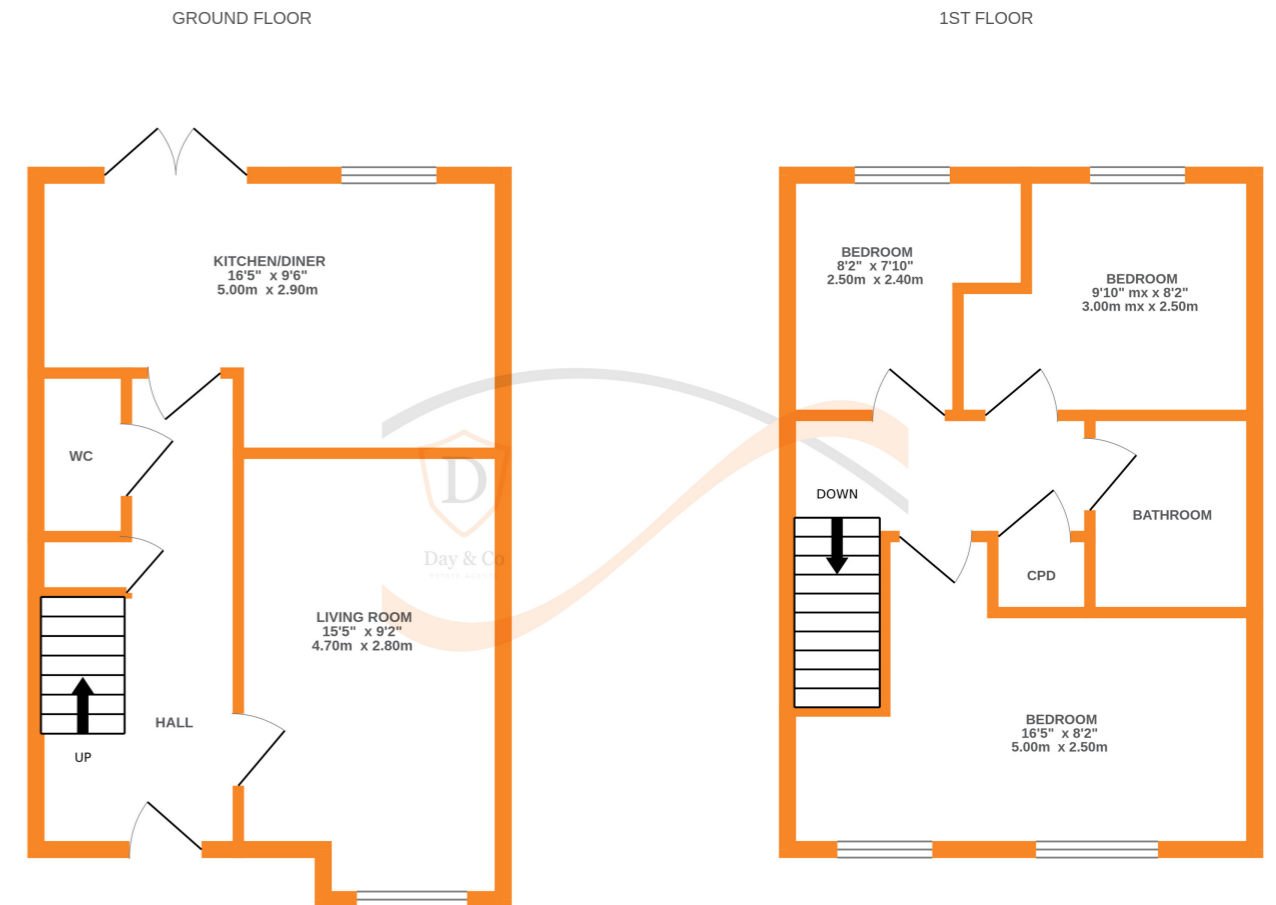 GROUND FLOOR
1ST FLOOR
KITCHEN/DINER
16'5" x 9'6"
5.00m x 2.90m
WC
LIVING ROOM
15'5" x 9'2"
4.70m x 2.80m
HALL
UP
D
Day & Co
BEDROOM
8'2" x 7'10"
2.50m x 2.40m
BEDROOM
9'10" mx x 8'2"
3.00m mx x 2.50m
DOWN
BATHROOM
CPD
BEDROOM
16'5" x 8'2"
5.00m x 2.50m